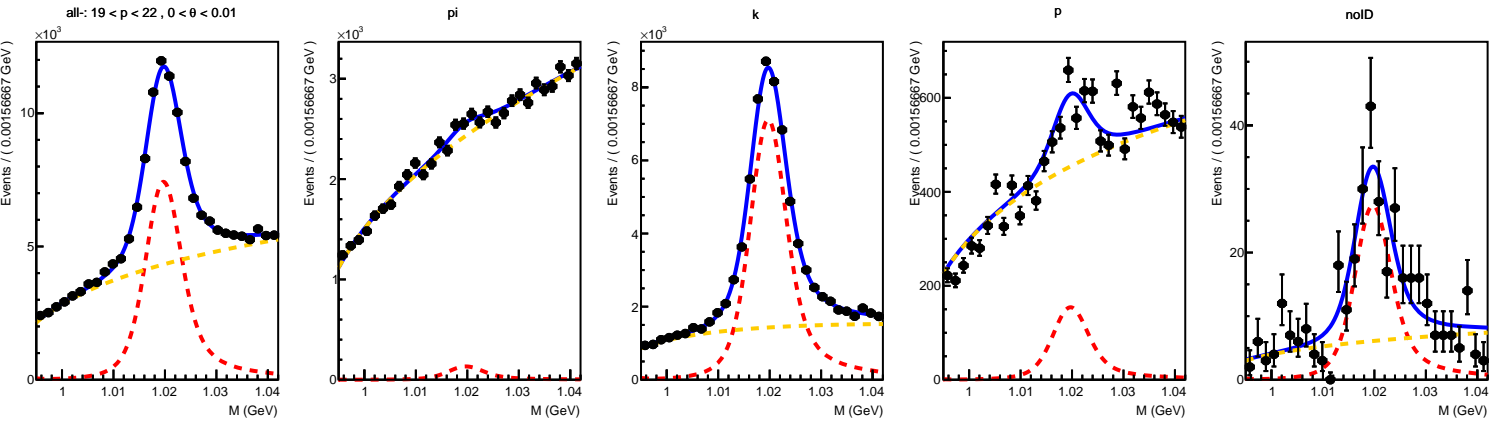 all-: 19 < p < 22 , 0 < θ < 0.01
×10³
Events / ( 0.00156667 GeV )
10
5
0
1 1.01 1.02 1.03 1.04
M (GeV)
pi
×10³
Events / ( 0.00156667 GeV )
3
2
1
0
1 1.01 1.02 1.03 1.04
M (GeV)
k
×10³
Events / ( 0.00156667 GeV )
8
6
4
2
0
1 1.01 1.02 1.03 1.04
M (GeV)
p
Events / ( 0.00156667 GeV )
600
400
200
0
1 1.01 1.02 1.03 1.04
M (GeV)
noID
Events / ( 0.00156667 GeV )
40
20
0
1 1.01 1.02 1.03 1.04
M (GeV)